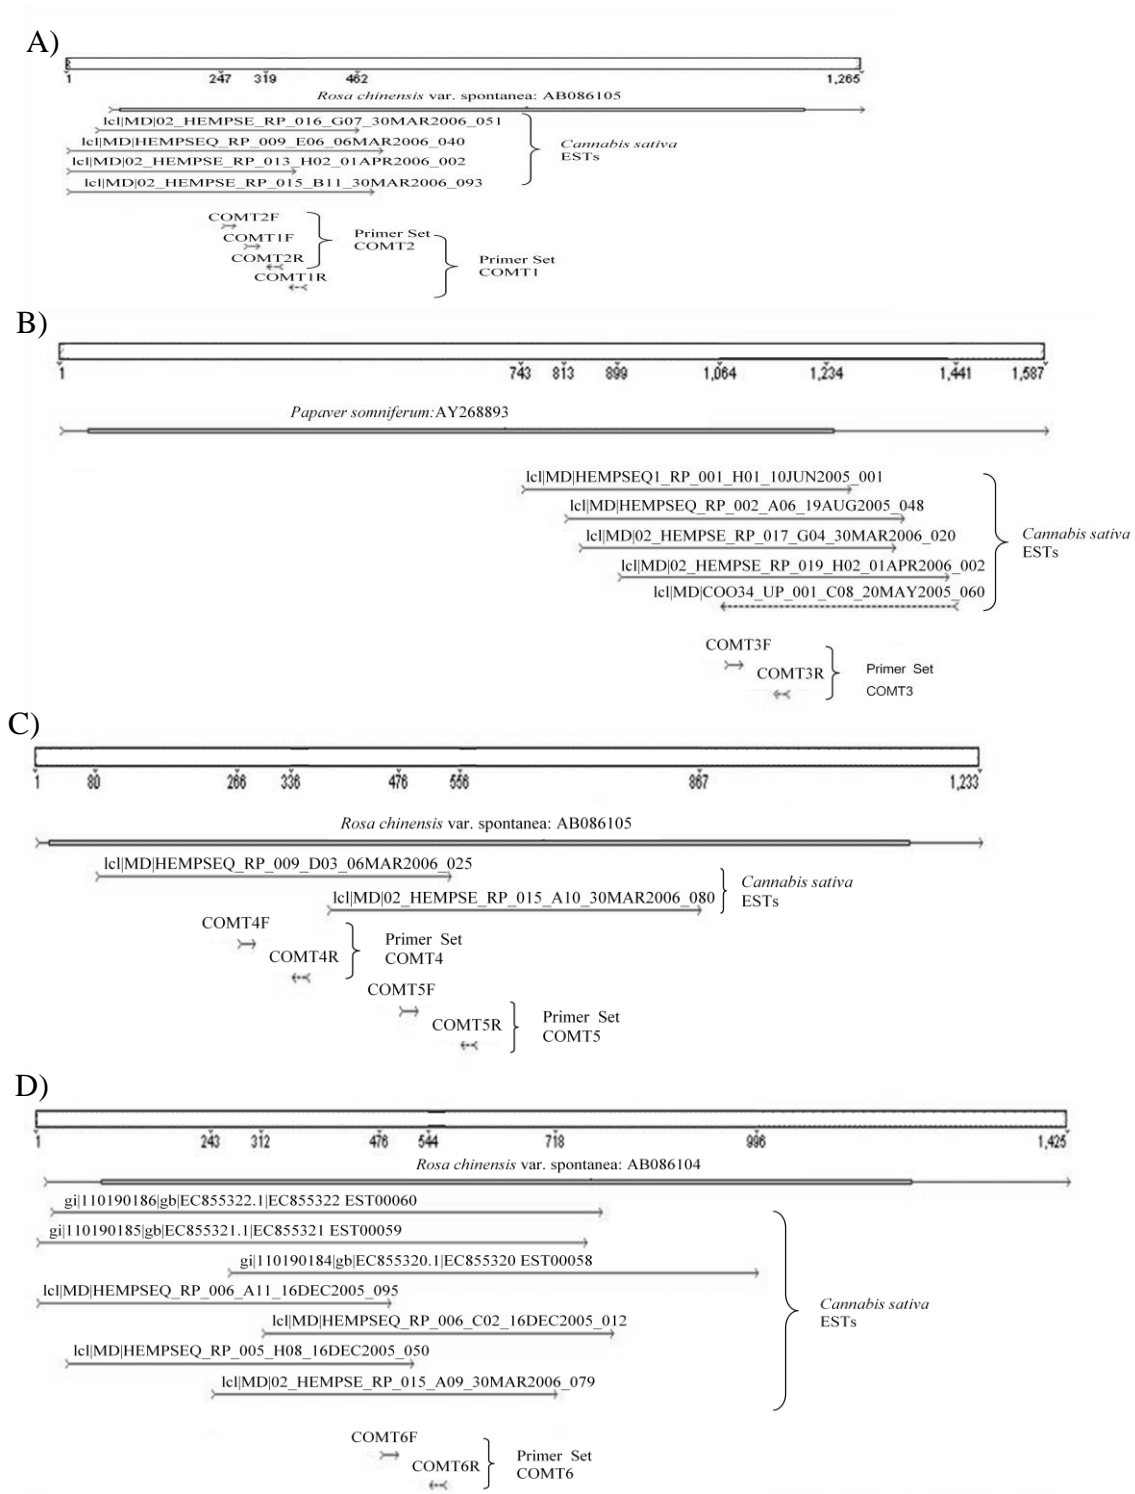 A)
1 247 319 462 1,265
Rosa chinensis var. spontanea: AB086105
lcl|MD|02_HEMPSE_RP_016_G07_30MAR2006_051
lcl|MD|HEMPSEQ_RP_009_E06_06MAR2006_040
lcl|MD|02_HEMPSE_RP_013_H02_01APR2006_002
lcl|MD|02_HEMPSE_RP_015_B11_30MAR2006_093
Cannabis sativa
ESTs
COMT2F
COMT1F
COMT2R
COMT1R
Primer Set
COMT2
Primer Set
COMT1
B)
1 743 813 899 1,064 1,234 1,441 1,587
Papaver somniferum:AY268893
lcl|MD|HEMPSEQ1_RP_001_H01_10JUN2005_001
lcl|MD|HEMPSEQ_RP_002_A06_19AUG2005_048
lcl|MD|02_HEMPSE_RP_017_G04_30MAR2006_020
lcl|MD|02_HEMPSE_RP_019_H02_01APR2006_002
lcl|MD|COO34_UP_001_C08_20MAY2005_060
Cannabis sativa
ESTs
COMT3F
COMT3R
Primer Set
COMT3
C)
1 80 266 336 476 556 867 1,233
Rosa chinensis var. spontanea: AB086105
lcl|MD|HEMPSEQ_RP_009_D03_06MAR2006_025
lcl|MD|02_HEMPSE_RP_015_A10_30MAR2006_080
Cannabis sativa
ESTs
COMT4F
COMT4R
Primer Set
COMT4
COMT5F
COMT5R
Primer Set
COMT5
D)
1 243 312 476 544 718 996 1,425
Rosa chinensis var. spontanea: AB086104
gi|110190186|gb|EC855322.1|EC855322 EST00060
gi|110190185|gb|EC855321.1|EC855321 EST00059
gi|110190184|gb|EC855320.1|EC855320 EST00058
lcl|MD|HEMPSEQ_RP_006_A11_16DEC2005_095
lcl|MD|HEMPSEQ_RP_006_C02_16DEC2005_012
lcl|MD|HEMPSEQ_RP_005_H08_16DEC2005_050
lcl|MD|02_HEMPSE_RP_015_A09_30MAR2006_079
Cannabis sativa
ESTs
COMT6F
COMT6R
Primer Set
COMT6